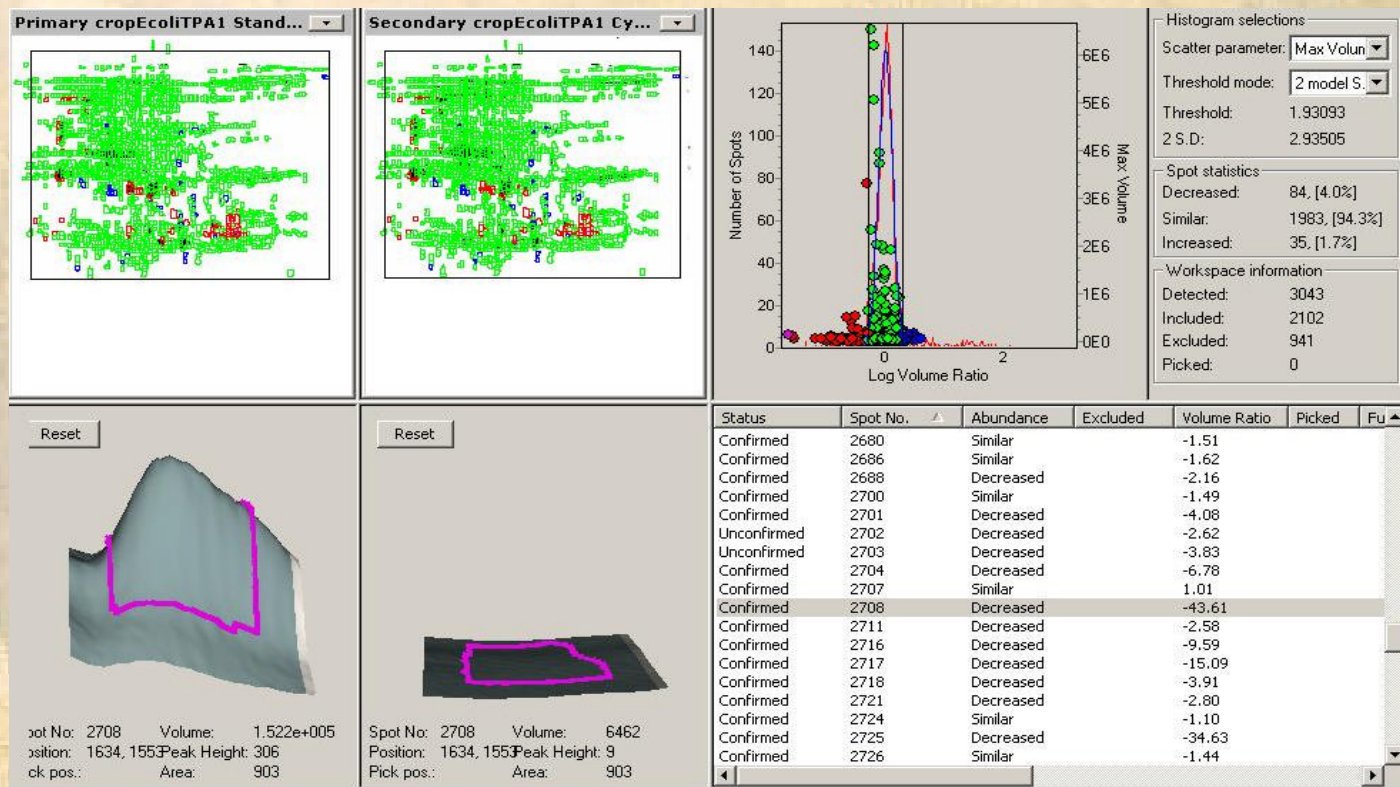 Primary cropEcoliTPA1 Stand...
Secondary cropEcoliTPA1 Cy...
Number of Spots
140
120
100
80
60
40
20
0
0
2
Log Volume Ratio
6E6
5E6
4E6
3E6
2E6
1E6
0E0
Max Volume
Histogram selections
Scatter parameter: Max Volun
Threshold mode: 2 model S.
Threshold: 1.93093
2 S.D: 2.93505
Spot statistics
Decreased: 84, [4.0%]
Similar: 1983, [94.3%]
Increased: 35, [1.7%]
Workspace information
Detected: 3043
Included: 2102
Excluded: 941
Picked: 0
Reset
oot No: 2708 Volume: 1.522e+005
osition: 1634, 1553 Peak Height: 306
ck pos.: Area: 903
Reset
Spot No: 2708 Volume: 6462
Position: 1634, 1553 Peak Height: 9
Pick pos.: Area: 903
Status Spot No. Abundance Excluded Volume Ratio Picked Fu
Confirmed 2680 Similar -1.51
Confirmed 2686 Similar -1.62
Confirmed 2688 Decreased -2.16
Confirmed 2700 Similar -1.49
Confirmed 2701 Decreased -4.08
Unconfirmed 2702 Decreased -2.62
Unconfirmed 2703 Decreased -3.83
Confirmed 2704 Decreased -6.78
Confirmed 2707 Similar 1.01
Confirmed 2708 Decreased -43.61
Confirmed 2711 Decreased -2.58
Confirmed 2716 Decreased -9.59
Confirmed 2717 Decreased -15.09
Confirmed 2718 Decreased -3.91
Confirmed 2721 Decreased -2.80
Confirmed 2724 Similar -1.10
Confirmed 2725 Decreased -34.63
Confirmed 2726 Similar -1.44